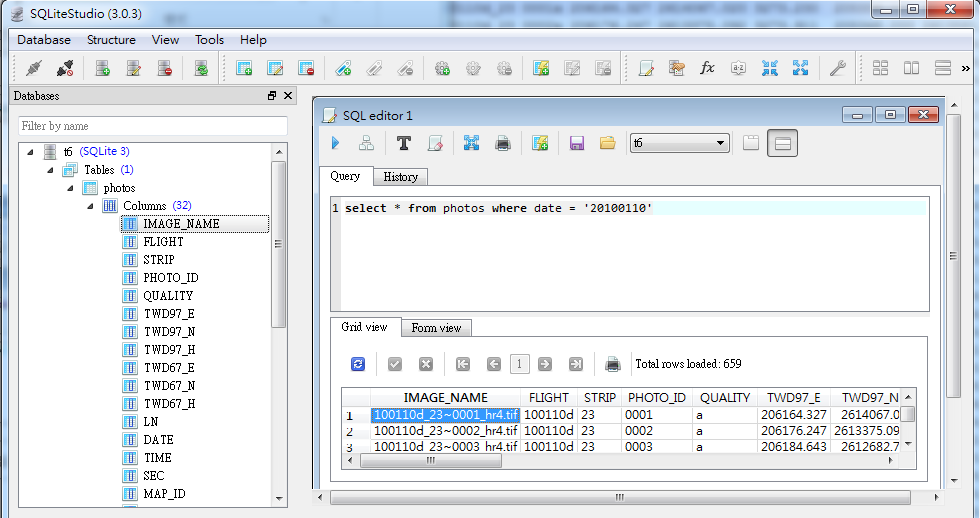 SQLiteStudio (3.0.3)
Database Structure View Tools Help
Databases
Filter by name
t6 (SQLite 3)
Tables (1)
photos
Columns (32)
IMAGE_NAME
FLIGHT
STRIP
PHOTO_ID
QUALITY
TWD97_E
TWD97_N
TWD97_H
TWD67_E
TWD67_N
TWD67_H
LN
DATE
TIME
SEC
MAP_ID
SQL editor 1
t6
Query History
1 select * from photos where date = '20100110'
Grid view Form view
1 Total rows loaded: 659
IMAGE_NAME FLIGHT STRIP PHOTO_ID QUALITY TWD97_E TWD97_N
1 100110d_23~0001_hr4.tif 100110d 23 0001 a 206164.327 2614067.0
2 100110d_23~0002_hr4.tif 100110d 23 0002 a 206176.247 2613375.09
3 100110d_23~0003_hr4.tif 100110d 23 0003 a 206184.643 2612682.7